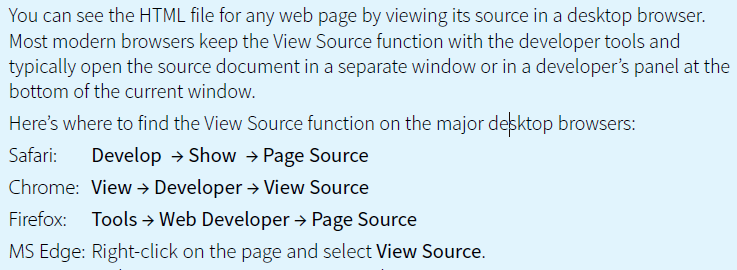 You can see the HTML file for any web page by viewing its source in a desktop browser.
Most modern browsers keep the View Source function with the developer tools and
typically open the source document in a separate window or in a developer’s panel at the
bottom of the current window.
Here’s where to find the View Source function on the major desktop browsers:
Safari: Develop → Show → Page Source
Chrome: View → Developer → View Source
Firefox: Tools → Web Developer → Page Source
MS Edge: Right-click on the page and select View Source.